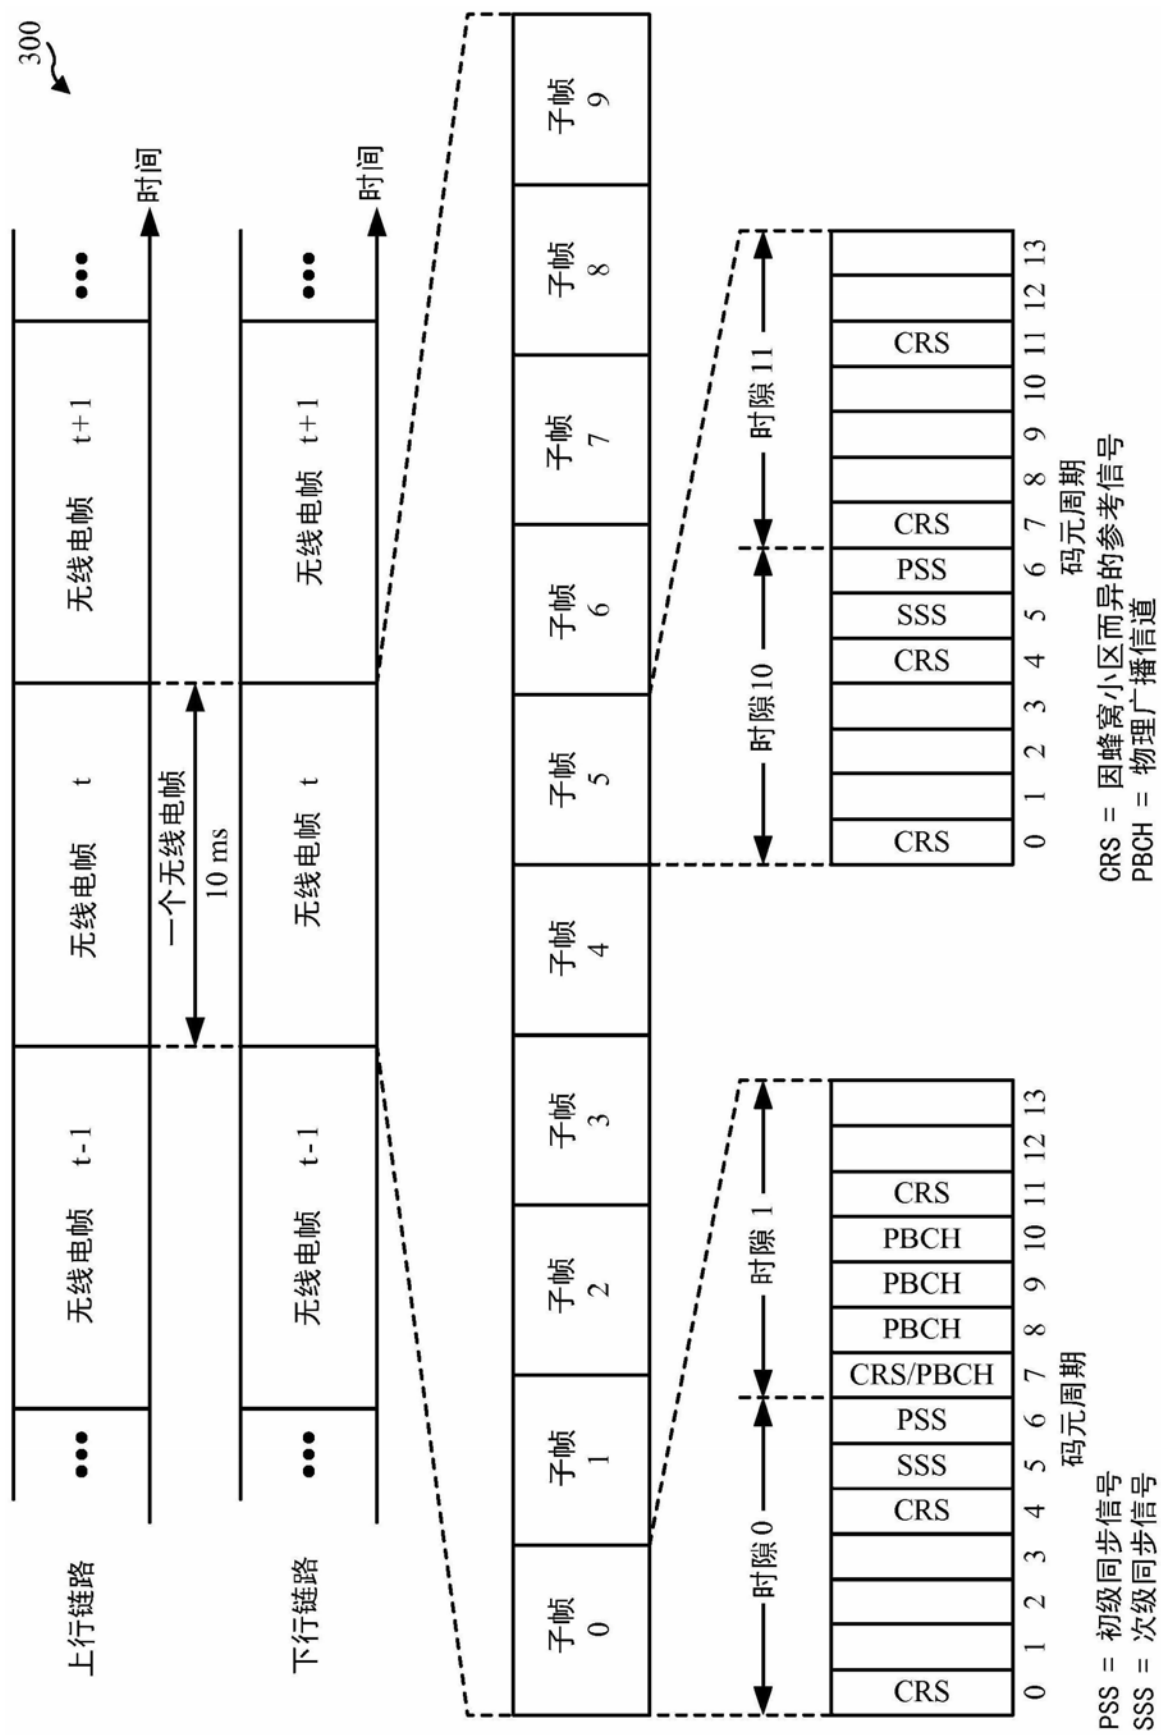 300
上行链路
••• 无线电帧 t-1 无线电帧 t 无线电帧 t+1 •••
时间
一个无线电帧
10 ms
下行链路
••• 无线电帧 t-1 无线电帧 t 无线电帧 t+1 •••
时间
子帧 子帧 子帧 子帧 子帧 子帧 子帧 子帧 子帧 子帧
0 1 2 3 4 5 6 7 8 9
时隙 0 时隙 1
CRS CRS SSS PSS CRS/PBCH PBCH PBCH PBCH CRS
0 1 2 3 4 5 6 7 8 9 10 11 12 13
码元周期
时隙 10 时隙 11
CRS CRS SSS PSS CRS CRS
0 1 2 3 4 5 6 7 8 9 10 11 12 13
码元周期
PSS = 初级同步信号
SSS = 次级同步信号
CRS = 因蜂窝小区而异的参考信号
PBCH = 物理广播信道